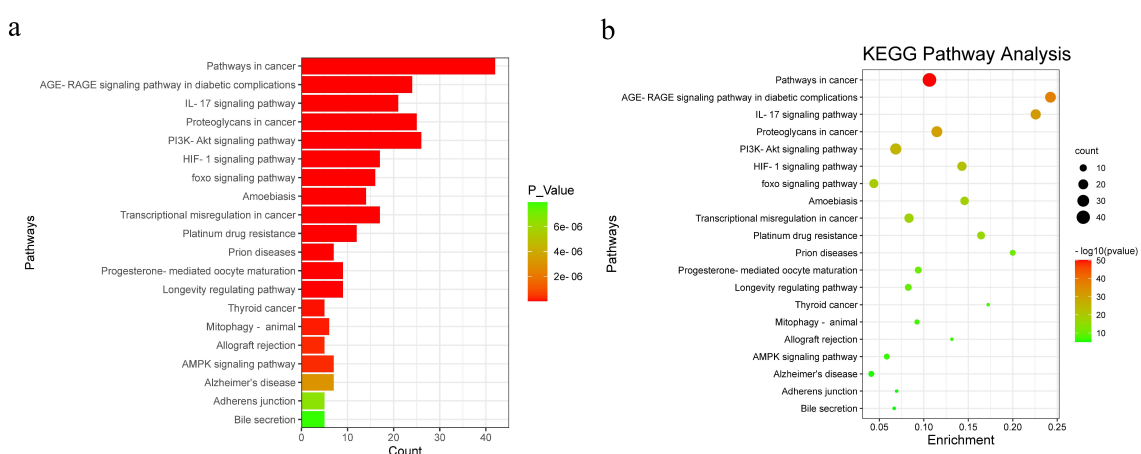 a
Pathways in cancer
AGE- RAGE signaling pathway in diabetic complications
IL- 17 signaling pathway
Proteoglycans in cancer
PI3K- Akt signaling pathway
HIF- 1 signaling pathway
foxo signaling pathway
Amoebiasis
Transcriptional misregulation in cancer
Platinum drug resistance
Prion diseases
Progesterone- mediated oocyte maturation
Longevity regulating pathway
Thyroid cancer
Mitophagy - animal
Allograft rejection
AMPK signaling pathway
Alzheimer's disease
Adherens junction
Bile secretion
Pathways
0 10 20 30 40
Count
P_Value
6e- 06
4e- 06
2e- 06
b
KEGG Pathway Analysis
Pathways in cancer
AGE- RAGE signaling pathway in diabetic complications
IL- 17 signaling pathway
Proteoglycans in cancer
PI3K- Akt signaling pathway
HIF- 1 signaling pathway
foxo signaling pathway
Amoebiasis
Transcriptional misregulation in cancer
Platinum drug resistance
Prion diseases
Progesterone- mediated oocyte maturation
Longevity regulating pathway
Thyroid cancer
Mitophagy - animal
Allograft rejection
AMPK signaling pathway
Alzheimer's disease
Adherens junction
Bile secretion
Pathways
0.05 0.10 0.15 0.20 0.25
Enrichment
count
10
20
30
40
- log10(pvalue)
50
40
30
20
10